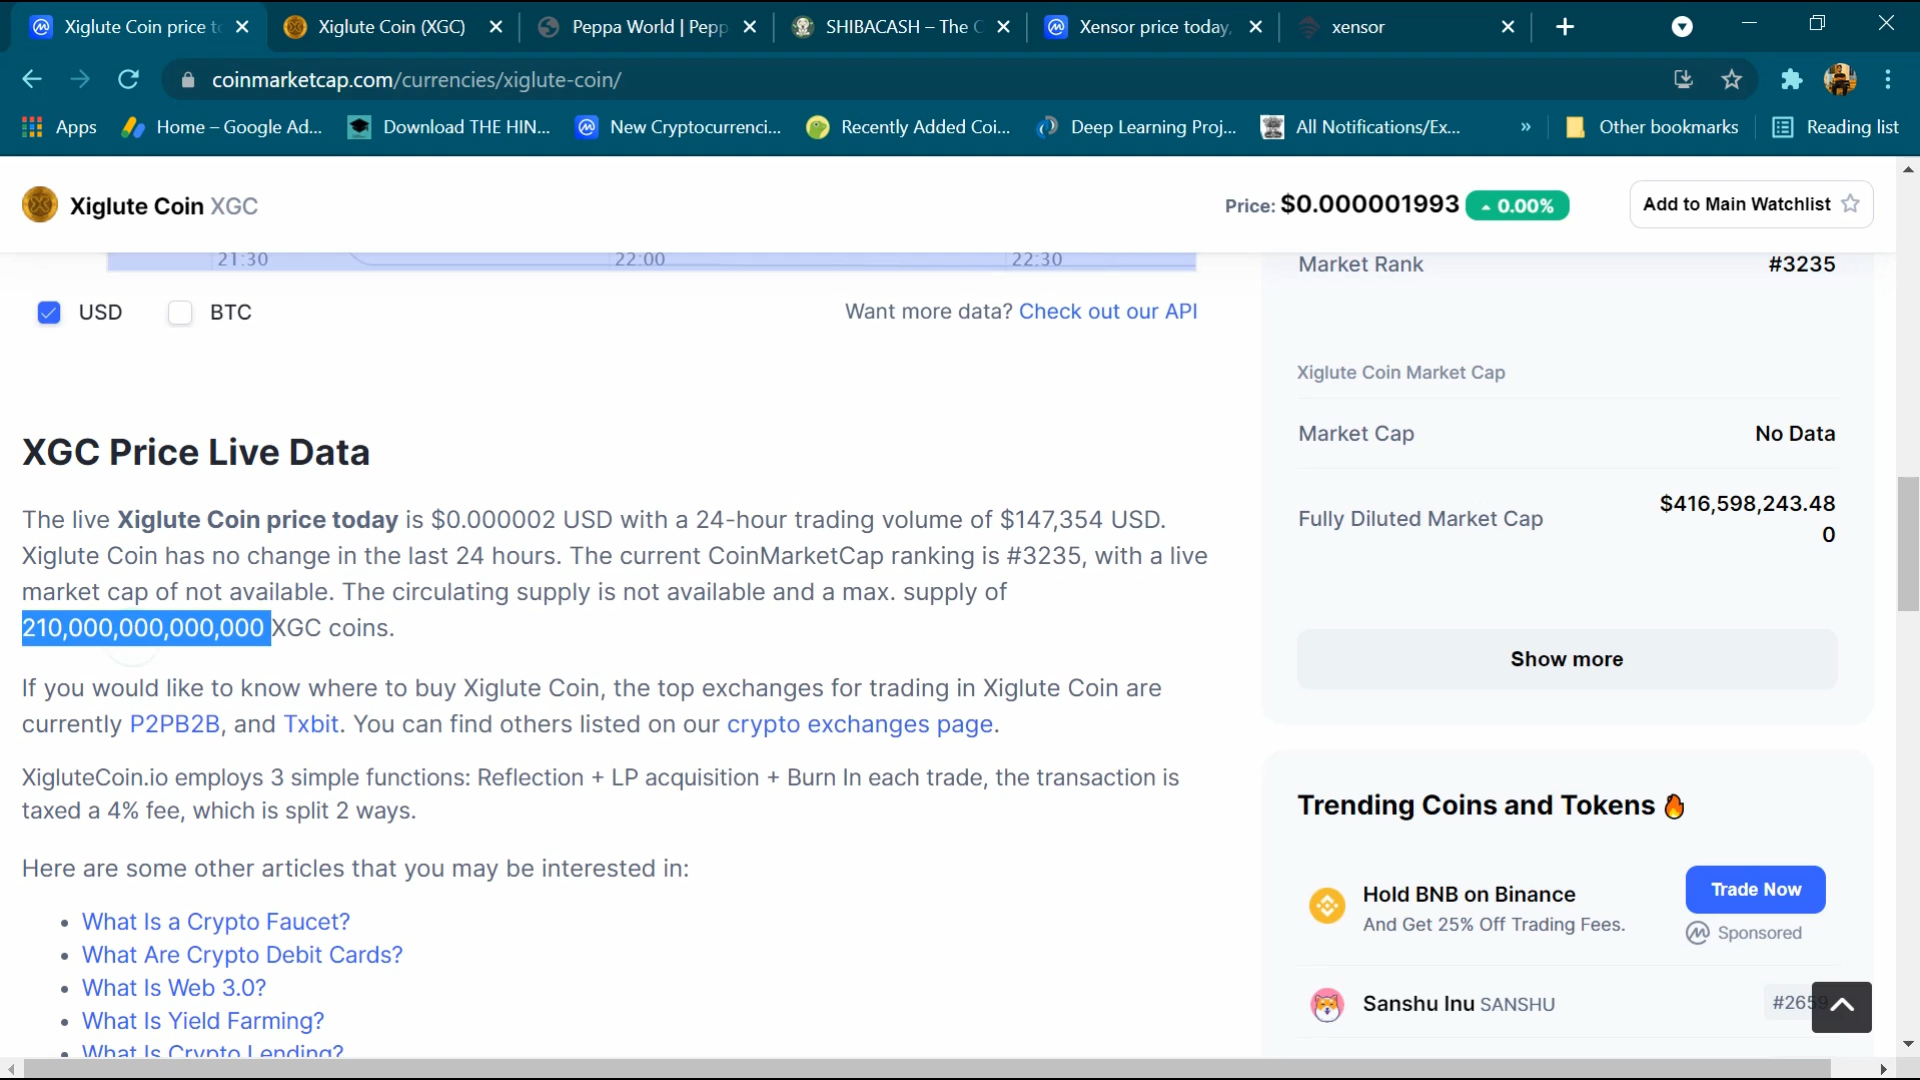 Xiglute Coin price t
Xiglute Coin (XGC)
Peppa World | Pepp
SHIBACASH – The C
Xensor price today,
xensor
coinmarketcap.com/currencies/xiglute-coin/
Apps
Home – Google Ad...
Download THE HIN...
New Cryptocurrenci...
Recently Added Coi...
Deep Learning Proj...
All Notifications/Ex...
»
Other bookmarks
Reading list
Xiglute Coin XGC
Price: $0.000001993
0.00%
Add to Main Watchlist
21:30
22:00
22:30
USD
BTC
Want more data? Check out our API
XGC Price Live Data
The live Xiglute Coin price today is $0.000002 USD with a 24-hour trading volume of $147,354 USD.
Xiglute Coin has no change in the last 24 hours. The current CoinMarketCap ranking is #3235, with a live
market cap of not available. The circulating supply is not available and a max. supply of
210,000,000,000,000 XGC coins.
If you would like to know where to buy Xiglute Coin, the top exchanges for trading in Xiglute Coin are
currently P2PB2B, and Txbit. You can find others listed on our crypto exchanges page.
XigluteCoin.io employs 3 simple functions: Reflection + LP acquisition + Burn In each trade, the transaction is
taxed a 4% fee, which is split 2 ways.
Here are some other articles that you may be interested in:
• What Is a Crypto Faucet?
• What Are Crypto Debit Cards?
• What Is Web 3.0?
• What Is Yield Farming?
• What Is Crypto Lending?
Market Rank
#3235
Xiglute Coin Market Cap
Market Cap
No Data
Fully Diluted Market Cap
$416,598,243.48
0
Show more
Trending Coins and Tokens 🔥
Hold BNB on Binance
And Get 25% Off Trading Fees.
Trade Now
Sponsored
Sanshu Inu SANSHU
#2659